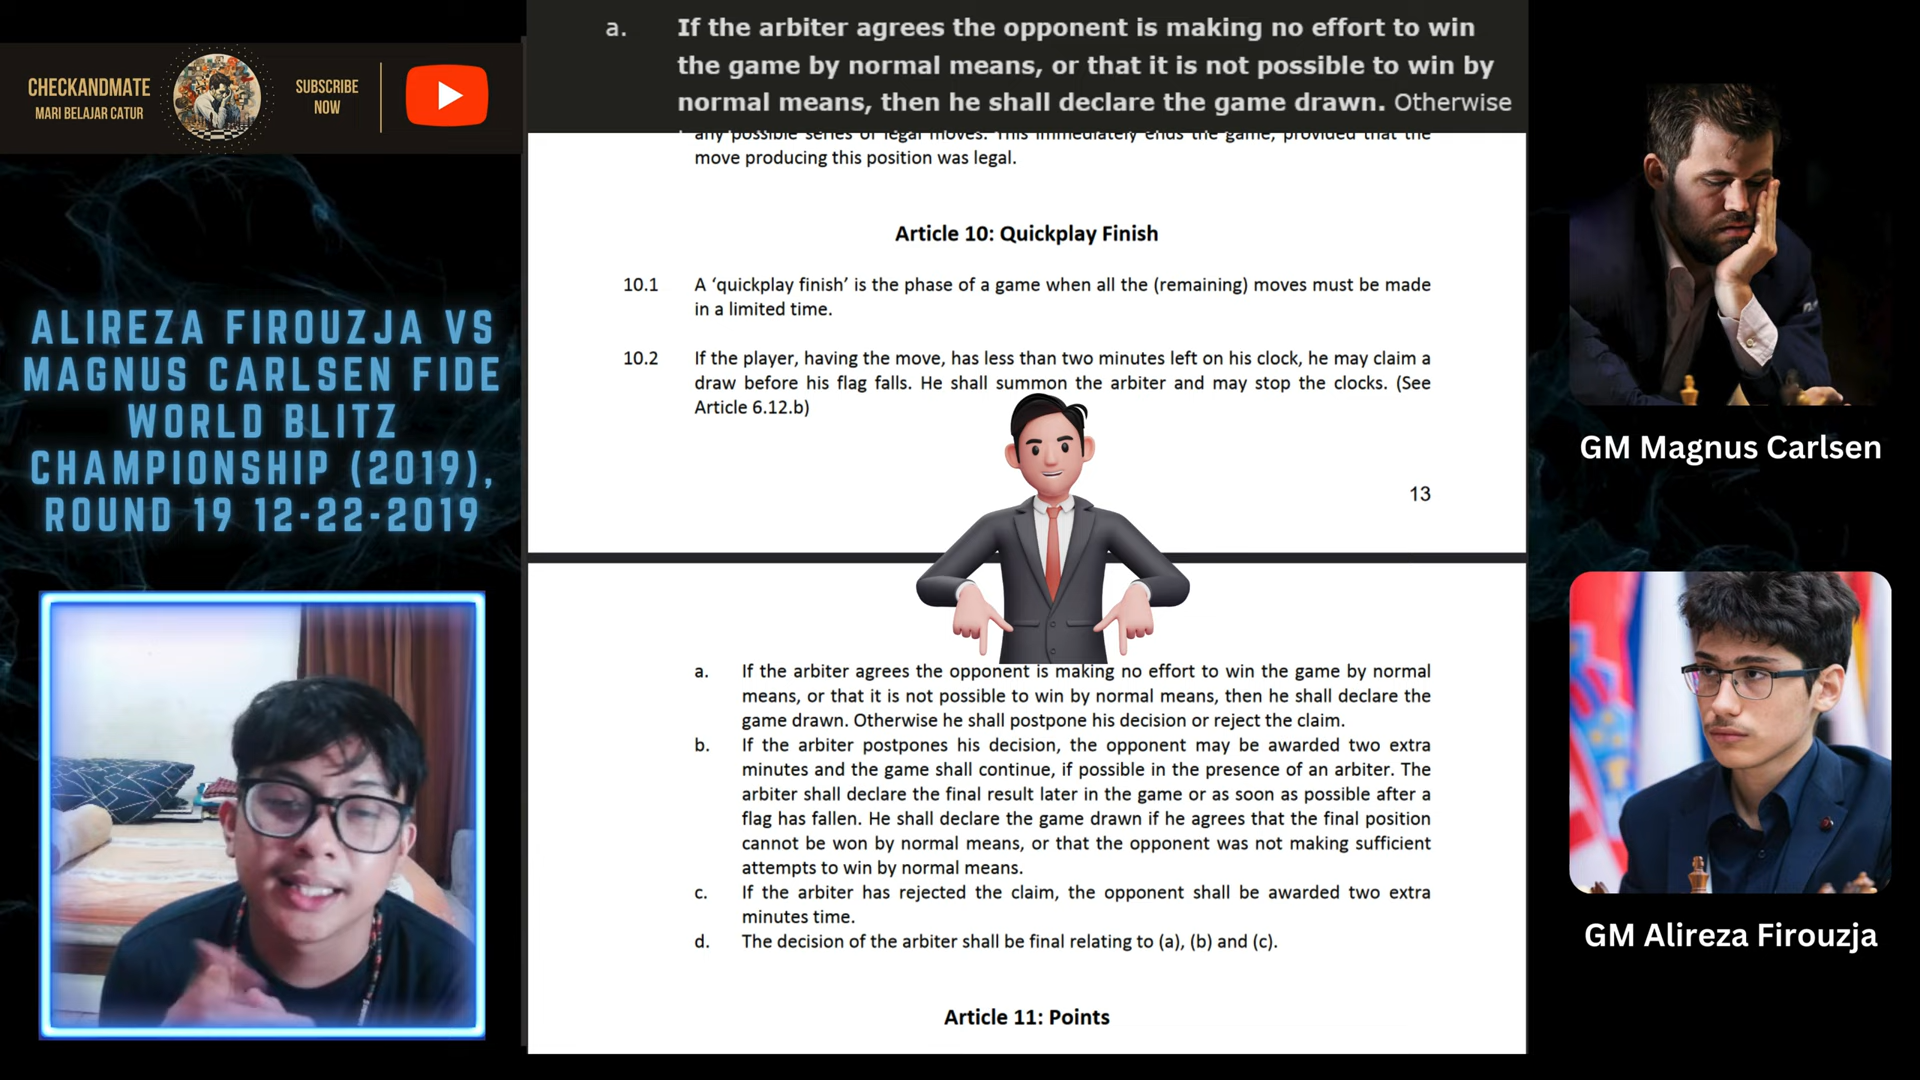 CHECKANDMATE
MARI BELAJAR CATUR
SUBSCRIBE
NOW
ALIREZA FIROUZJA VS
MAGNUS CARLSEN FIDE
WORLD BLITZ
CHAMPIONSHIP (2019),
ROUND 19 12-22-2019
a. If the arbiter agrees the opponent is making no effort to win
the game by normal means, or that it is not possible to win by
normal means, then he shall declare the game drawn. Otherwise
any possible series of legal moves. This immediately ends the game, provided that the
move producing this position was legal.
Article 10: Quickplay Finish
10.1 A ‘quickplay finish’ is the phase of a game when all the (remaining) moves must be made
in a limited time.
10.2 If the player, having the move, has less than two minutes left on his clock, he may claim a
draw before his flag falls. He shall summon the arbiter and may stop the clocks. (See
Article 6.12.b)
13
a. If the arbiter agrees the opponent is making no effort to win the game by normal
means, or that it is not possible to win by normal means, then he shall declare the
game drawn. Otherwise he shall postpone his decision or reject the claim.
b. If the arbiter postpones his decision, the opponent may be awarded two extra
minutes and the game shall continue, if possible in the presence of an arbiter. The
arbiter shall declare the final result later in the game or as soon as possible after a
flag has fallen. He shall declare the game drawn if he agrees that the final position
cannot be won by normal means, or that the opponent was not making sufficient
attempts to win by normal means.
c. If the arbiter has rejected the claim, the opponent shall be awarded two extra
minutes time.
d. The decision of the arbiter shall be final relating to (a), (b) and (c).
Article 11: Points
GM Magnus Carlsen
GM Alireza Firouzja